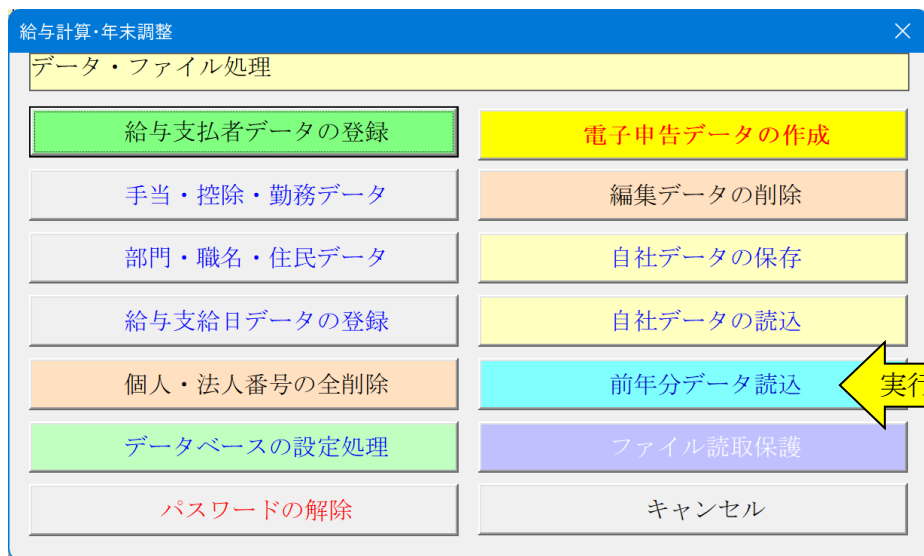 給与計算・年末調整
データ・ファイル処理
給与支払者データの登録
電子申告データの作成
手当・控除・勤務データ
編集データの削除
部門・職名・住民データ
自社データの保存
給与支給日データの登録
自社データの読込
個人・法人番号の全削除
前年分データ読込
実行
データベースの設定処理
ファイル読取保護
パスワードの解除
キャンセル